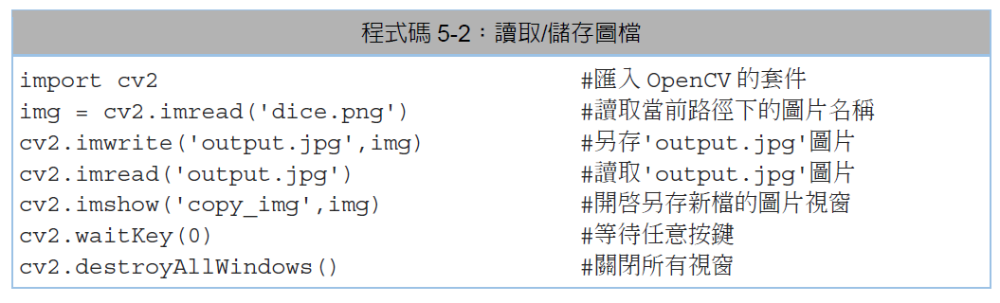 程式碼 5-2：讀取/儲存圖檔
import cv2 #匯入 OpenCV 的套件
img = cv2.imread('dice.png') #讀取當前路徑下的圖片名稱
cv2.imwrite('output.jpg',img) #另存'output.jpg'圖片
cv2.imread('output.jpg') #讀取'output.jpg'圖片
cv2.imshow('copy_img',img) #開啓另存新檔的圖片視窗
cv2.waitKey(0) #等待任意按鍵
cv2.destroyAllWindows() #關閉所有視窗